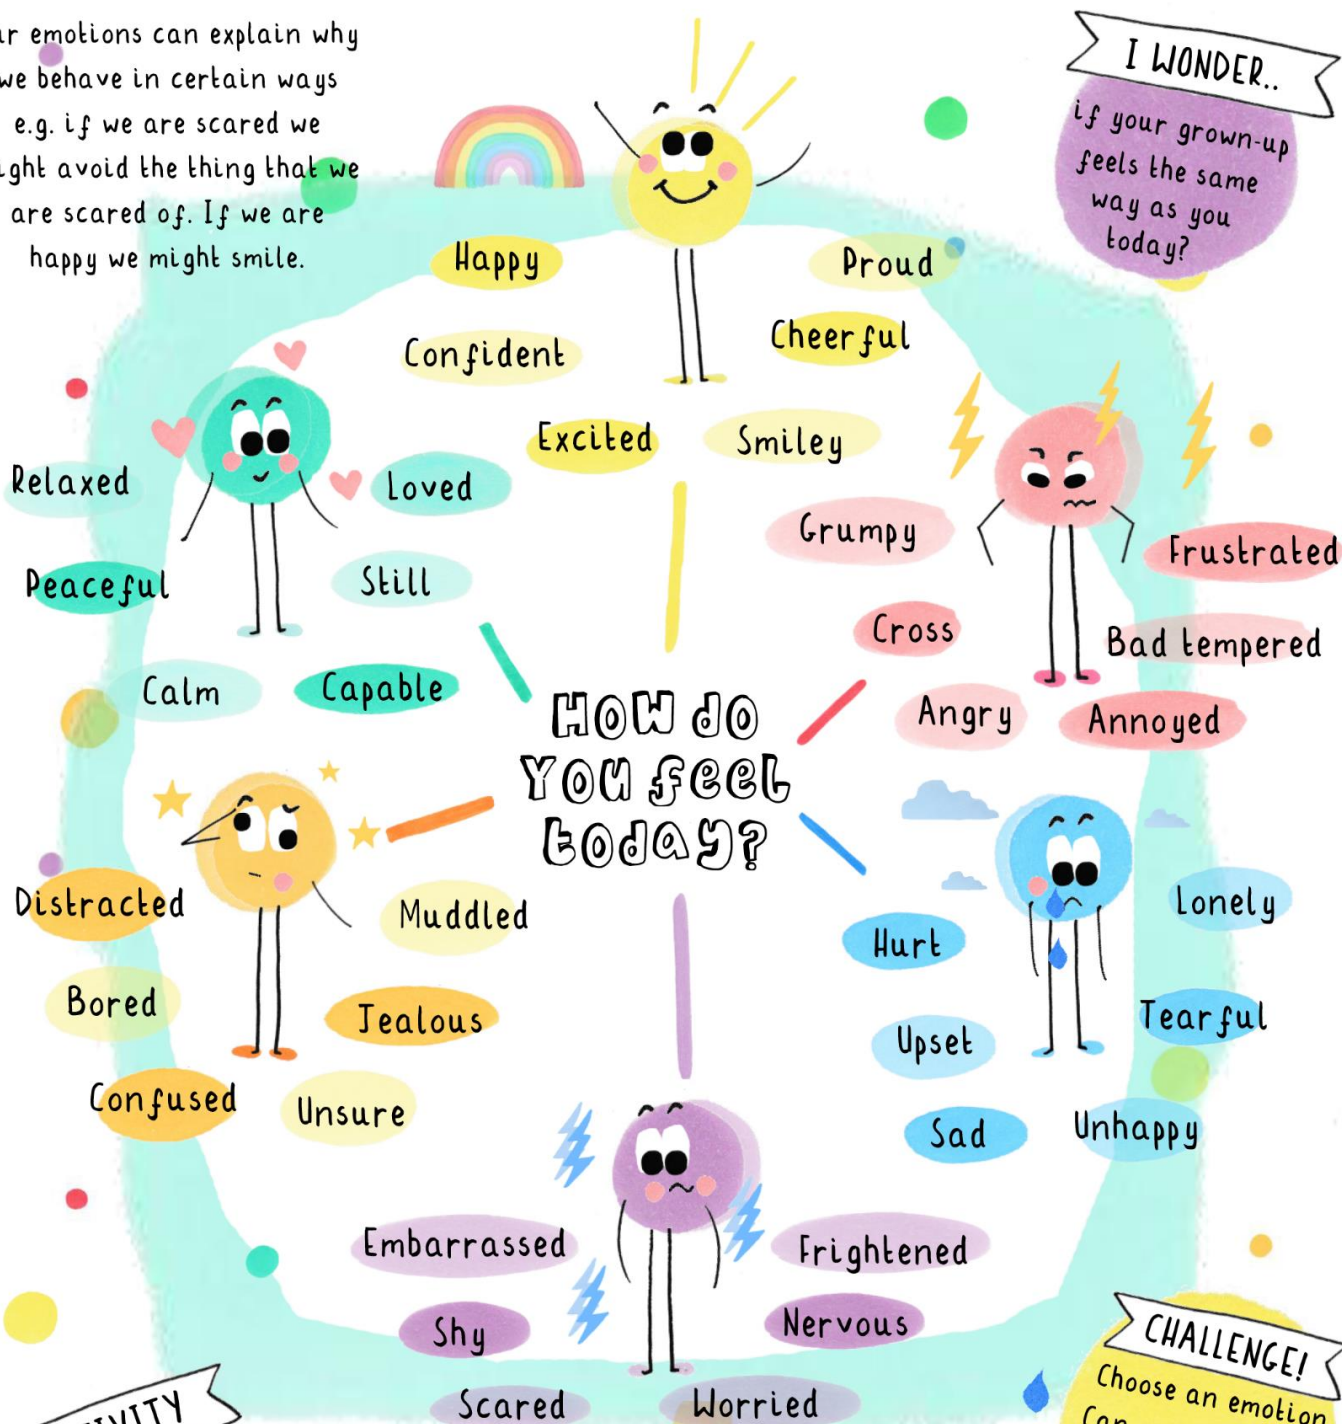 emotions can explain why
we behave in certain ways
e.g. if we are scared we
might avoid the thing that we
are scared of. If we are
happy we might smile.
I WONDER..
if your grown-up
feels the same
way as you
today?
Happy
Proud
Confident
Cheerful
Excited
Smiley
Relaxed
Loved
Peaceful
Still
Calm
Capable
Grumpy
Frustrated
Cross
Bad tempered
Angry
Annoyed
HOW do
YOU feel
today?
Distracted
Muddled
Bored
Jealous
Confused
Unsure
Hurt
Lonely
Upset
Tearful
Sad
Unhappy
Embarrassed
Frightened
Shy
Nervous
Scared
Worried
CHALLENGE!
Choose an emotion